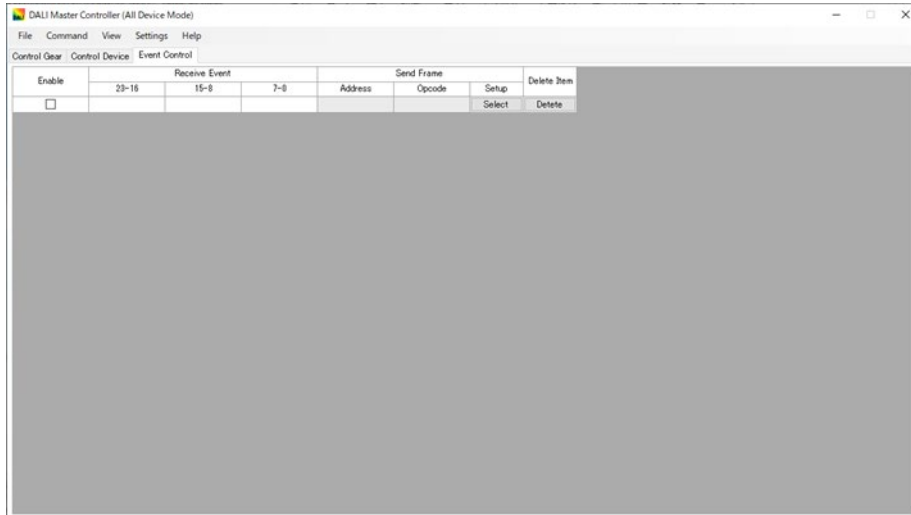 DALI Master Controller (All Device Mode)
File Command View Settings Help
Control Gear Control Device Event Control
Enable Receive Event Send Frame Delete Item
23-16 15-8 7-0 Address Opcode Setup
Select Detete